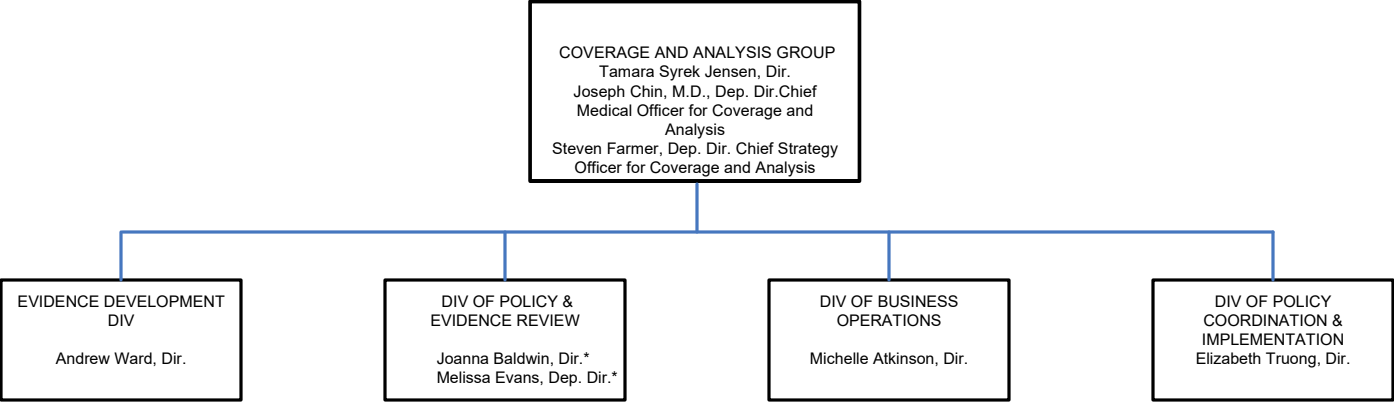 COVERAGE AND ANALYSIS GROUP
Tamara Syrek Jensen, Dir.
Joseph Chin, M.D., Dep. Dir.Chief
Medical Officer for Coverage and
Analysis
Steven Farmer, Dep. Dir. Chief Strategy
Officer for Coverage and Analysis
EVIDENCE DEVELOPMENT
DIV
Andrew Ward, Dir.
DIV OF POLICY &
EVIDENCE REVIEW
Joanna Baldwin, Dir.*
Melissa Evans, Dep. Dir.*
DIV OF BUSINESS
OPERATIONS
Michelle Atkinson, Dir.
DIV OF POLICY
COORDINATION &
IMPLEMENTATION
Elizabeth Truong, Dir.